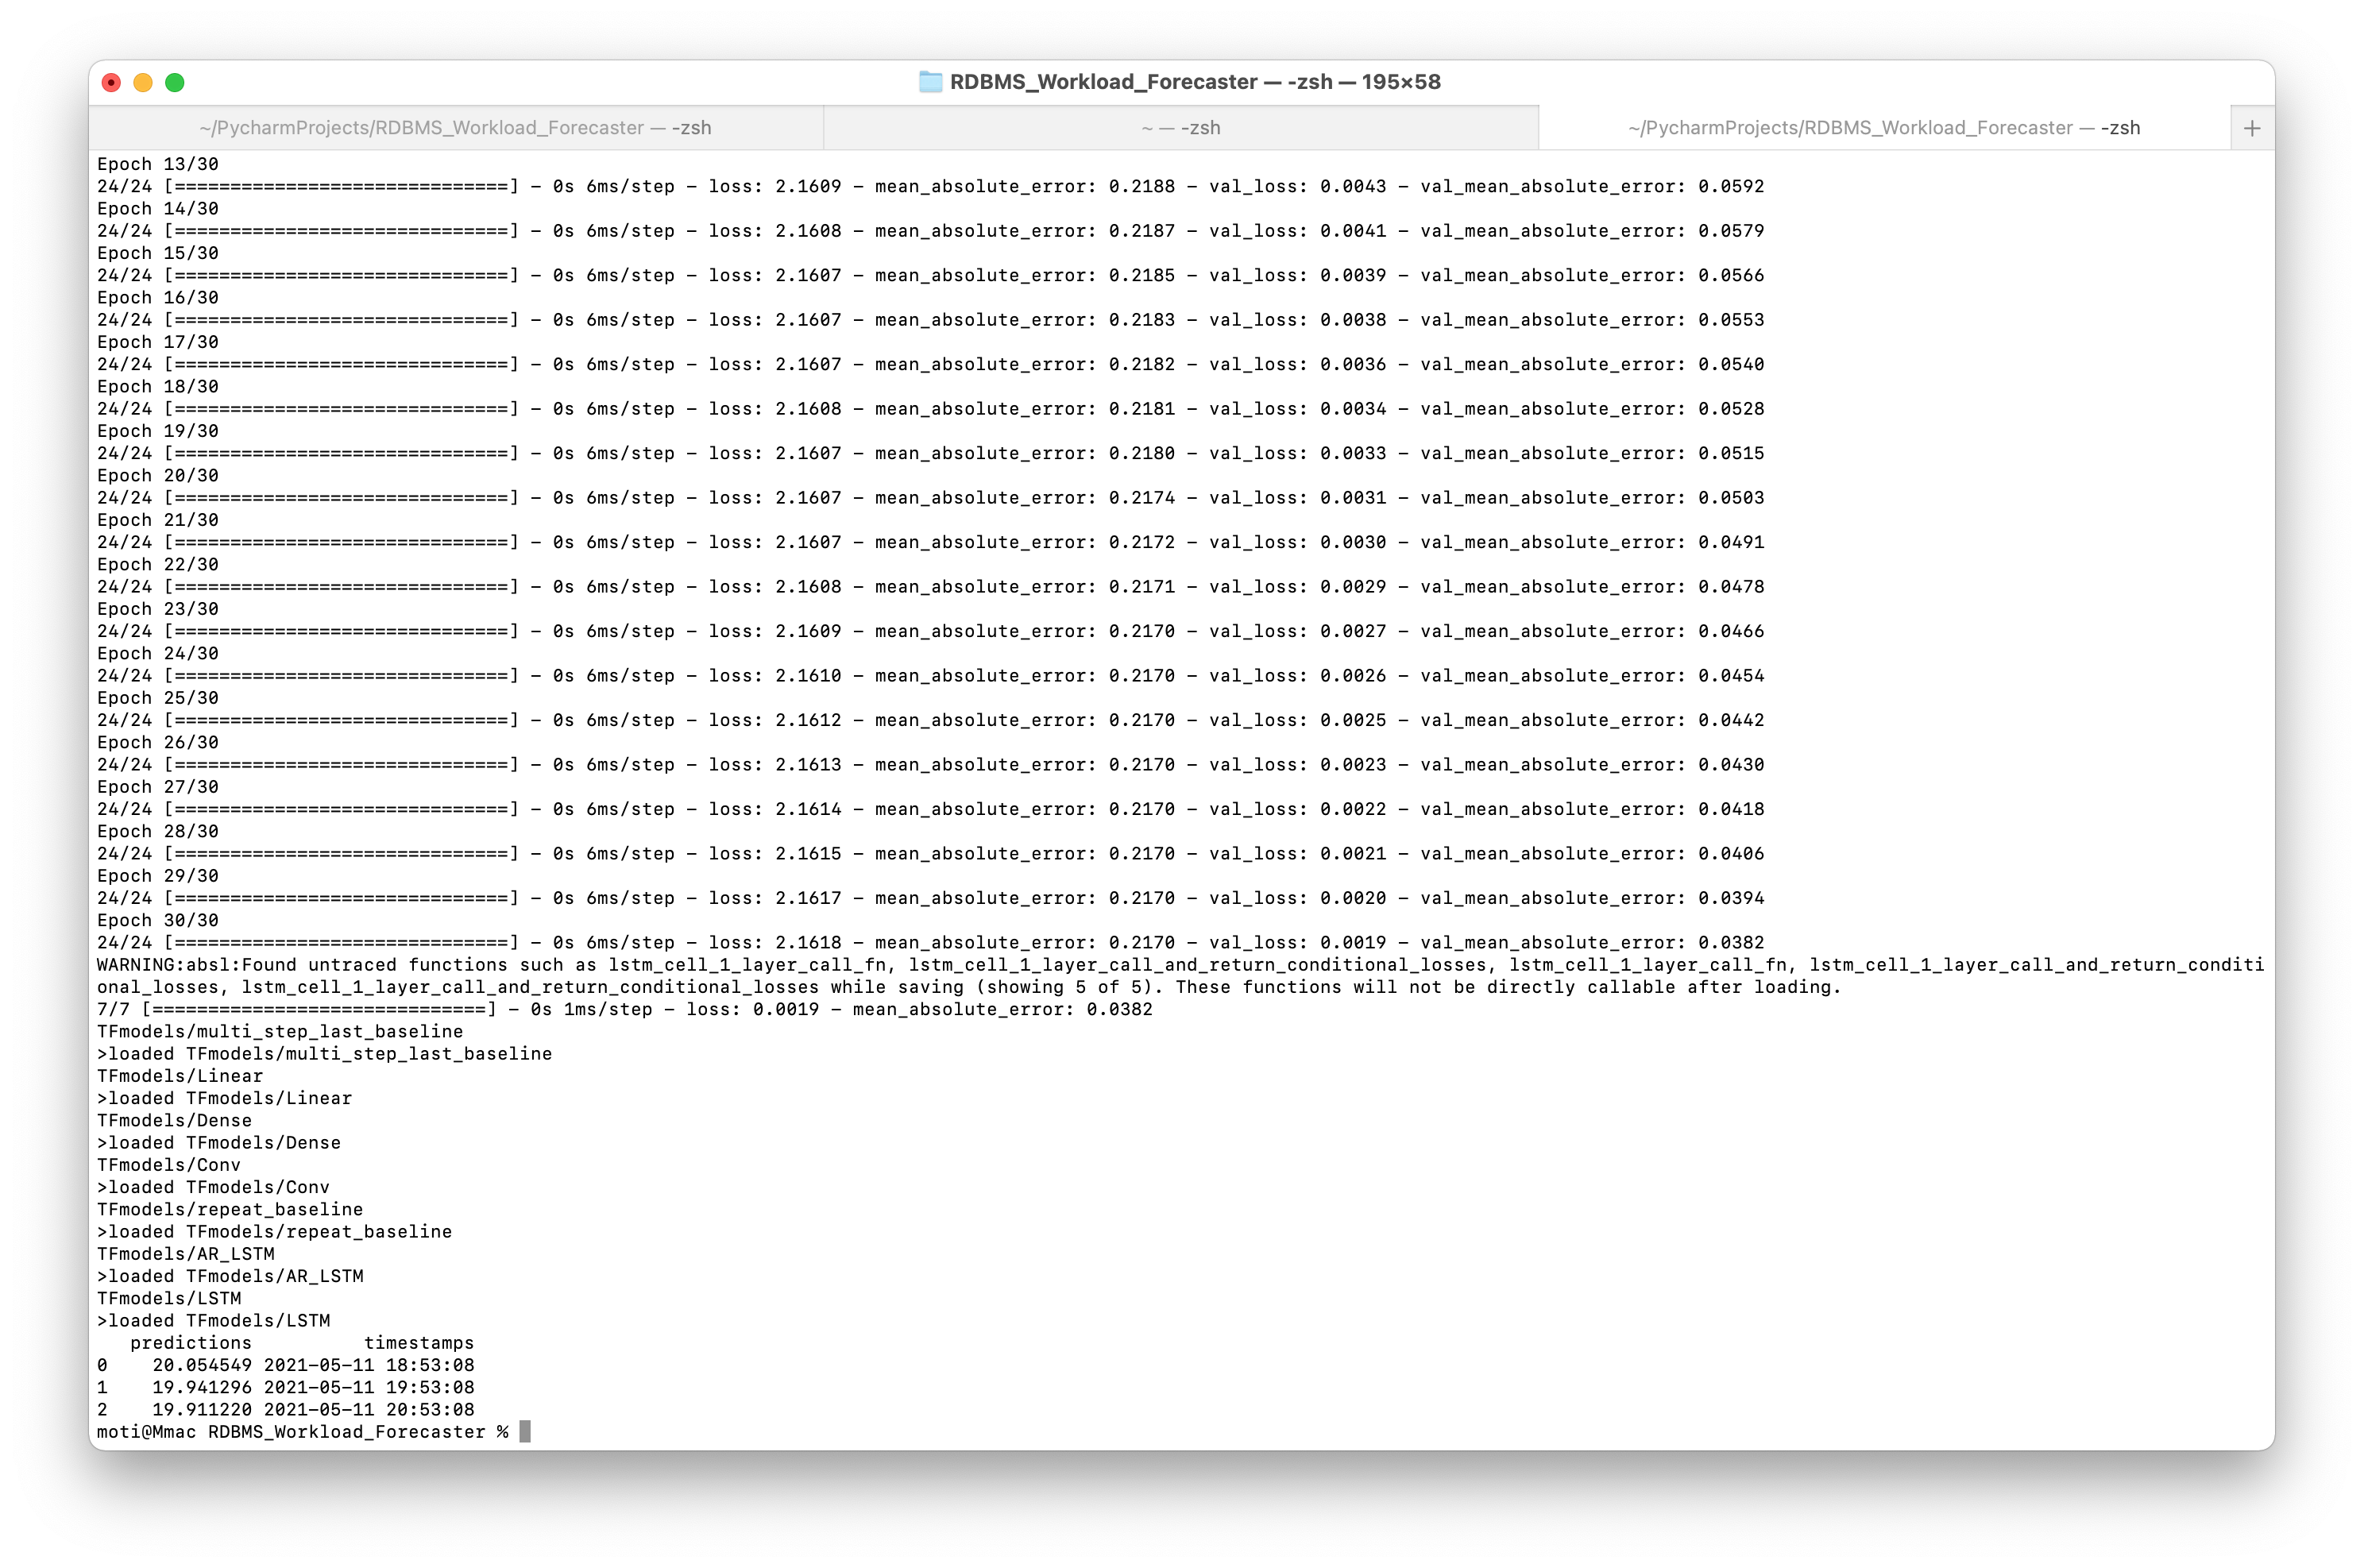 RDBMS_Workload_Forecaster — -zsh — 195×58
~/PycharmProjects/RDBMS_Workload_Forecaster — -zsh
~ — -zsh
~/PycharmProjects/RDBMS_Workload_Forecaster — -zsh
+
Epoch 13/30
24/24 [==============================] - 0s 6ms/step - loss: 2.1609 - mean_absolute_error: 0.2188 - val_loss: 0.0043 - val_mean_absolute_error: 0.0592
Epoch 14/30
24/24 [==============================] - 0s 6ms/step - loss: 2.1608 - mean_absolute_error: 0.2187 - val_loss: 0.0041 - val_mean_absolute_error: 0.0579
Epoch 15/30
24/24 [==============================] - 0s 6ms/step - loss: 2.1607 - mean_absolute_error: 0.2185 - val_loss: 0.0039 - val_mean_absolute_error: 0.0566
Epoch 16/30
24/24 [==============================] - 0s 6ms/step - loss: 2.1607 - mean_absolute_error: 0.2183 - val_loss: 0.0038 - val_mean_absolute_error: 0.0553
Epoch 17/30
24/24 [==============================] - 0s 6ms/step - loss: 2.1607 - mean_absolute_error: 0.2182 - val_loss: 0.0036 - val_mean_absolute_error: 0.0540
Epoch 18/30
24/24 [==============================] - 0s 6ms/step - loss: 2.1608 - mean_absolute_error: 0.2181 - val_loss: 0.0034 - val_mean_absolute_error: 0.0528
Epoch 19/30
24/24 [==============================] - 0s 6ms/step - loss: 2.1607 - mean_absolute_error: 0.2180 - val_loss: 0.0033 - val_mean_absolute_error: 0.0515
Epoch 20/30
24/24 [==============================] - 0s 6ms/step - loss: 2.1607 - mean_absolute_error: 0.2174 - val_loss: 0.0031 - val_mean_absolute_error: 0.0503
Epoch 21/30
24/24 [==============================] - 0s 6ms/step - loss: 2.1607 - mean_absolute_error: 0.2172 - val_loss: 0.0030 - val_mean_absolute_error: 0.0491
Epoch 22/30
24/24 [==============================] - 0s 6ms/step - loss: 2.1608 - mean_absolute_error: 0.2171 - val_loss: 0.0029 - val_mean_absolute_error: 0.0478
Epoch 23/30
24/24 [==============================] - 0s 6ms/step - loss: 2.1609 - mean_absolute_error: 0.2170 - val_loss: 0.0027 - val_mean_absolute_error: 0.0466
Epoch 24/30
24/24 [==============================] - 0s 6ms/step - loss: 2.1610 - mean_absolute_error: 0.2170 - val_loss: 0.0026 - val_mean_absolute_error: 0.0454
Epoch 25/30
24/24 [==============================] - 0s 6ms/step - loss: 2.1612 - mean_absolute_error: 0.2170 - val_loss: 0.0025 - val_mean_absolute_error: 0.0442
Epoch 26/30
24/24 [==============================] - 0s 6ms/step - loss: 2.1613 - mean_absolute_error: 0.2170 - val_loss: 0.0023 - val_mean_absolute_error: 0.0430
Epoch 27/30
24/24 [==============================] - 0s 6ms/step - loss: 2.1614 - mean_absolute_error: 0.2170 - val_loss: 0.0022 - val_mean_absolute_error: 0.0418
Epoch 28/30
24/24 [==============================] - 0s 6ms/step - loss: 2.1615 - mean_absolute_error: 0.2170 - val_loss: 0.0021 - val_mean_absolute_error: 0.0406
Epoch 29/30
24/24 [==============================] - 0s 6ms/step - loss: 2.1617 - mean_absolute_error: 0.2170 - val_loss: 0.0020 - val_mean_absolute_error: 0.0394
Epoch 30/30
24/24 [==============================] - 0s 6ms/step - loss: 2.1618 - mean_absolute_error: 0.2170 - val_loss: 0.0019 - val_mean_absolute_error: 0.0382
WARNING:absl:Found untraced functions such as lstm_cell_1_layer_call_fn, lstm_cell_1_layer_call_and_return_conditional_losses, lstm_cell_1_layer_call_fn, lstm_cell_1_layer_call_and_return_conditi
onal_losses, lstm_cell_1_layer_call_and_return_conditional_losses while saving (showing 5 of 5). These functions will not be directly callable after loading.
7/7 [==============================] - 0s 1ms/step - loss: 0.0019 - mean_absolute_error: 0.0382
TFmodels/multi_step_last_baseline
>loaded TFmodels/multi_step_last_baseline
TFmodels/Linear
>loaded TFmodels/Linear
TFmodels/Dense
>loaded TFmodels/Dense
TFmodels/Conv
>loaded TFmodels/Conv
TFmodels/repeat_baseline
>loaded TFmodels/repeat_baseline
TFmodels/AR_LSTM
>loaded TFmodels/AR_LSTM
TFmodels/LSTM
>loaded TFmodels/LSTM
   predictions          timestamps
0    20.054549 2021-05-11 18:53:08
1    19.941296 2021-05-11 19:53:08
2    19.911220 2021-05-11 20:53:08
moti@Mmac RDBMS_Workload_Forecaster %